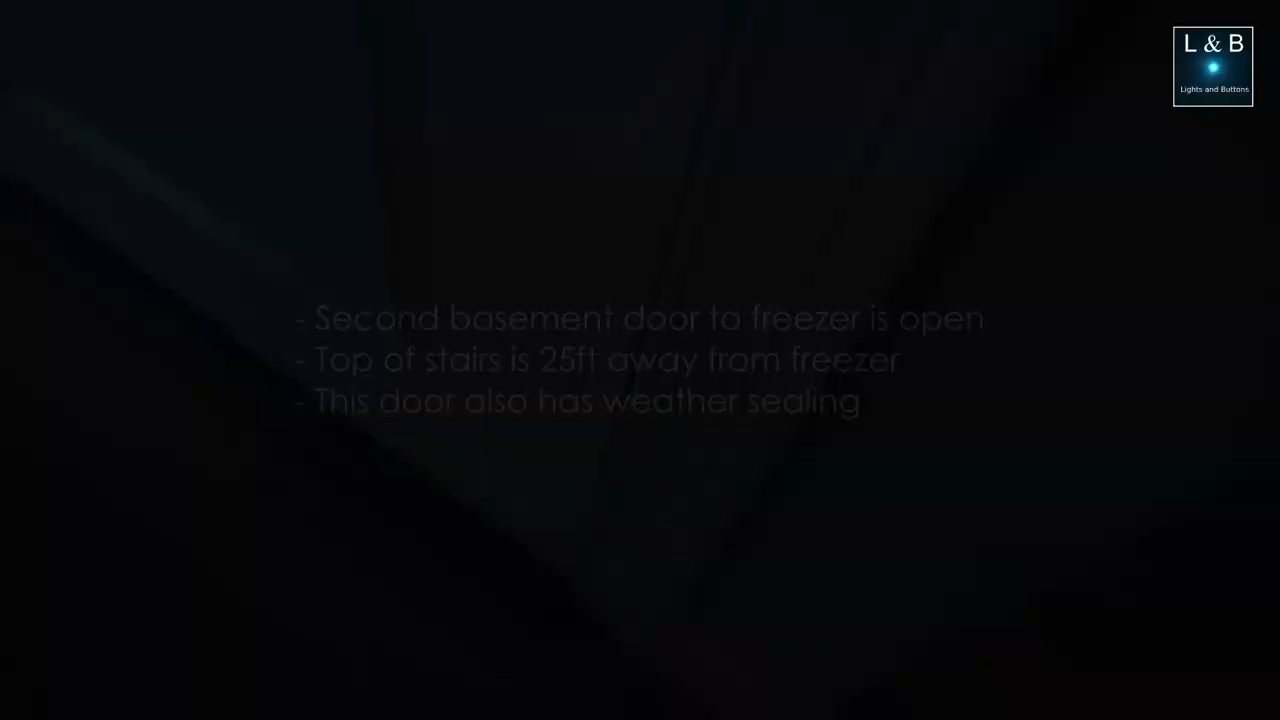 L & B
Lights and Buttons
- Second basement door to freezer is open
- Top of stairs is 25ft away from freezer
- This door also has weather sealing